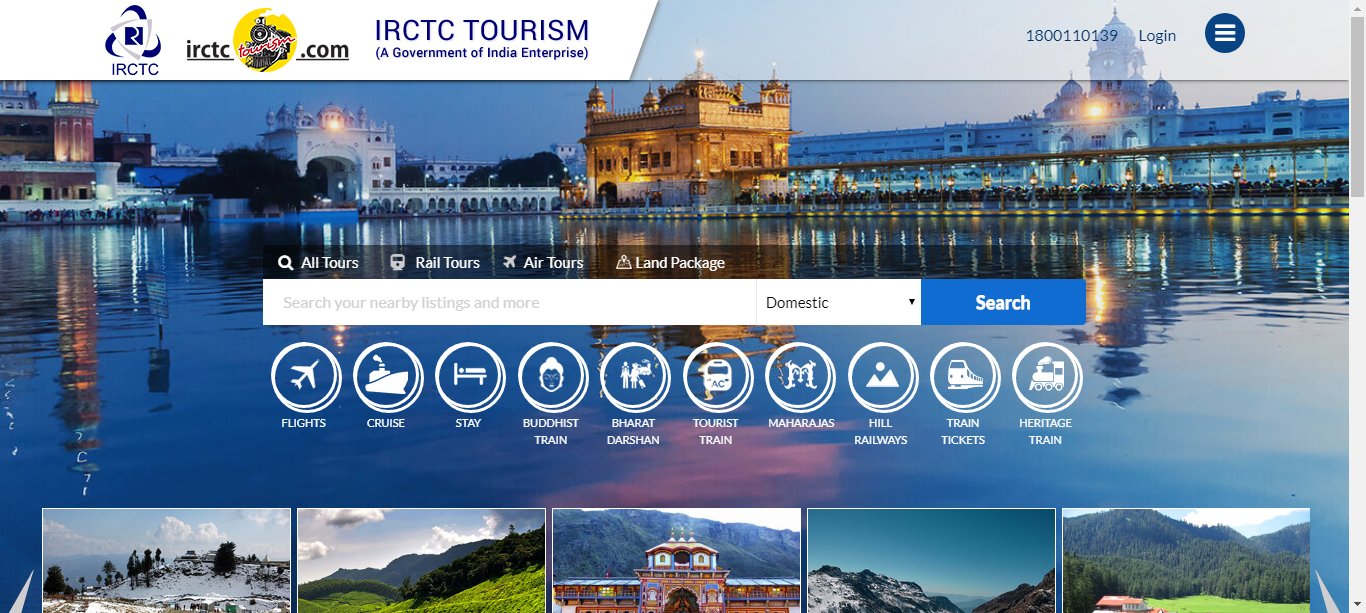 IRCTC
irctc tourism .com
IRCTC TOURISM
(A Government of India Enterprise)
1800110139 Login
All Tours Rail Tours Air Tours Land Package
Search your nearby listings and more Domestic Search
AC
FLIGHTS CRUISE STAY BUDDHIST TRAIN BHARAT DARSHAN TOURIST TRAIN MAHARAJAS HILL RAILWAYS TRAIN TICKETS HERITAGE TRAIN